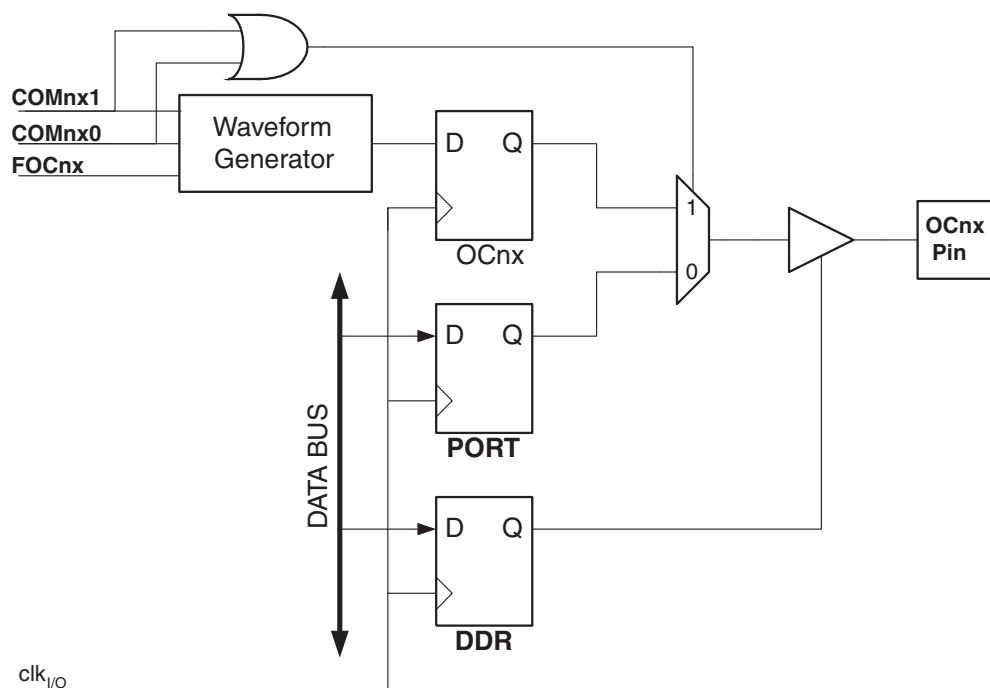 COMnx1
COMnx0
FOCnx
Waveform
Generator
D Q
OCnx
1
0
OCnx
Pin
D Q
PORT
DATA BUS
D Q
DDR
clkI/O